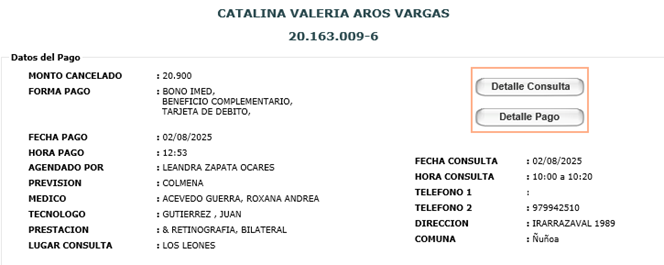 CATALINA VALERIA AROS VARGAS
20.163.009-6
Datos del Pago
MONTO CANCELADO : 20.900
FORMA PAGO : BONO IMED,
BENEFICIO COMPLEMENTARIO,
TARJETA DE DEBITO,
FECHA PAGO : 02/08/2025
HORA PAGO : 12:53
AGENDADO POR : LEANDRA ZAPATA OCARES
PREVISION : COLMENA
MEDICO : ACEVEDO GUERRA, ROXANA ANDREA
TECNOLOGO : GUTIERREZ , JUAN
PRESTACION : & RETINOGRAFIA, BILATERAL
LUGAR CONSULTA : LOS LEONES
Detalle Consulta
Detalle Pago
FECHA CONSULTA : 02/08/2025
HORA CONSULTA : 10:00 a 10:20
TELEFONO 1 :
TELEFONO 2 : 979942510
DIRECCION : IRARRAZAVAL 1989
COMUNA : Ñuñoa